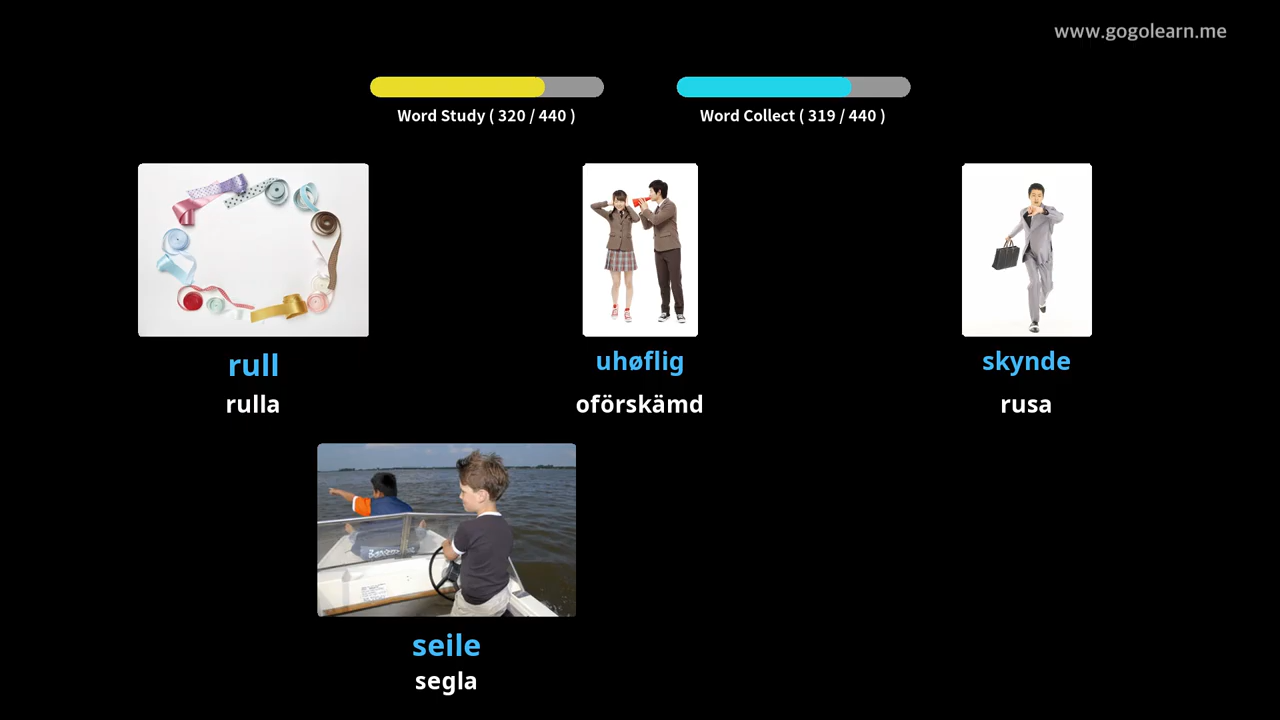 www.gogolearn.me
Word Study ( 320 / 440 )
Word Collect ( 319 / 440 )
rull
rulla
uhøflig
oförskämd
skynde
rusa
seile
segla